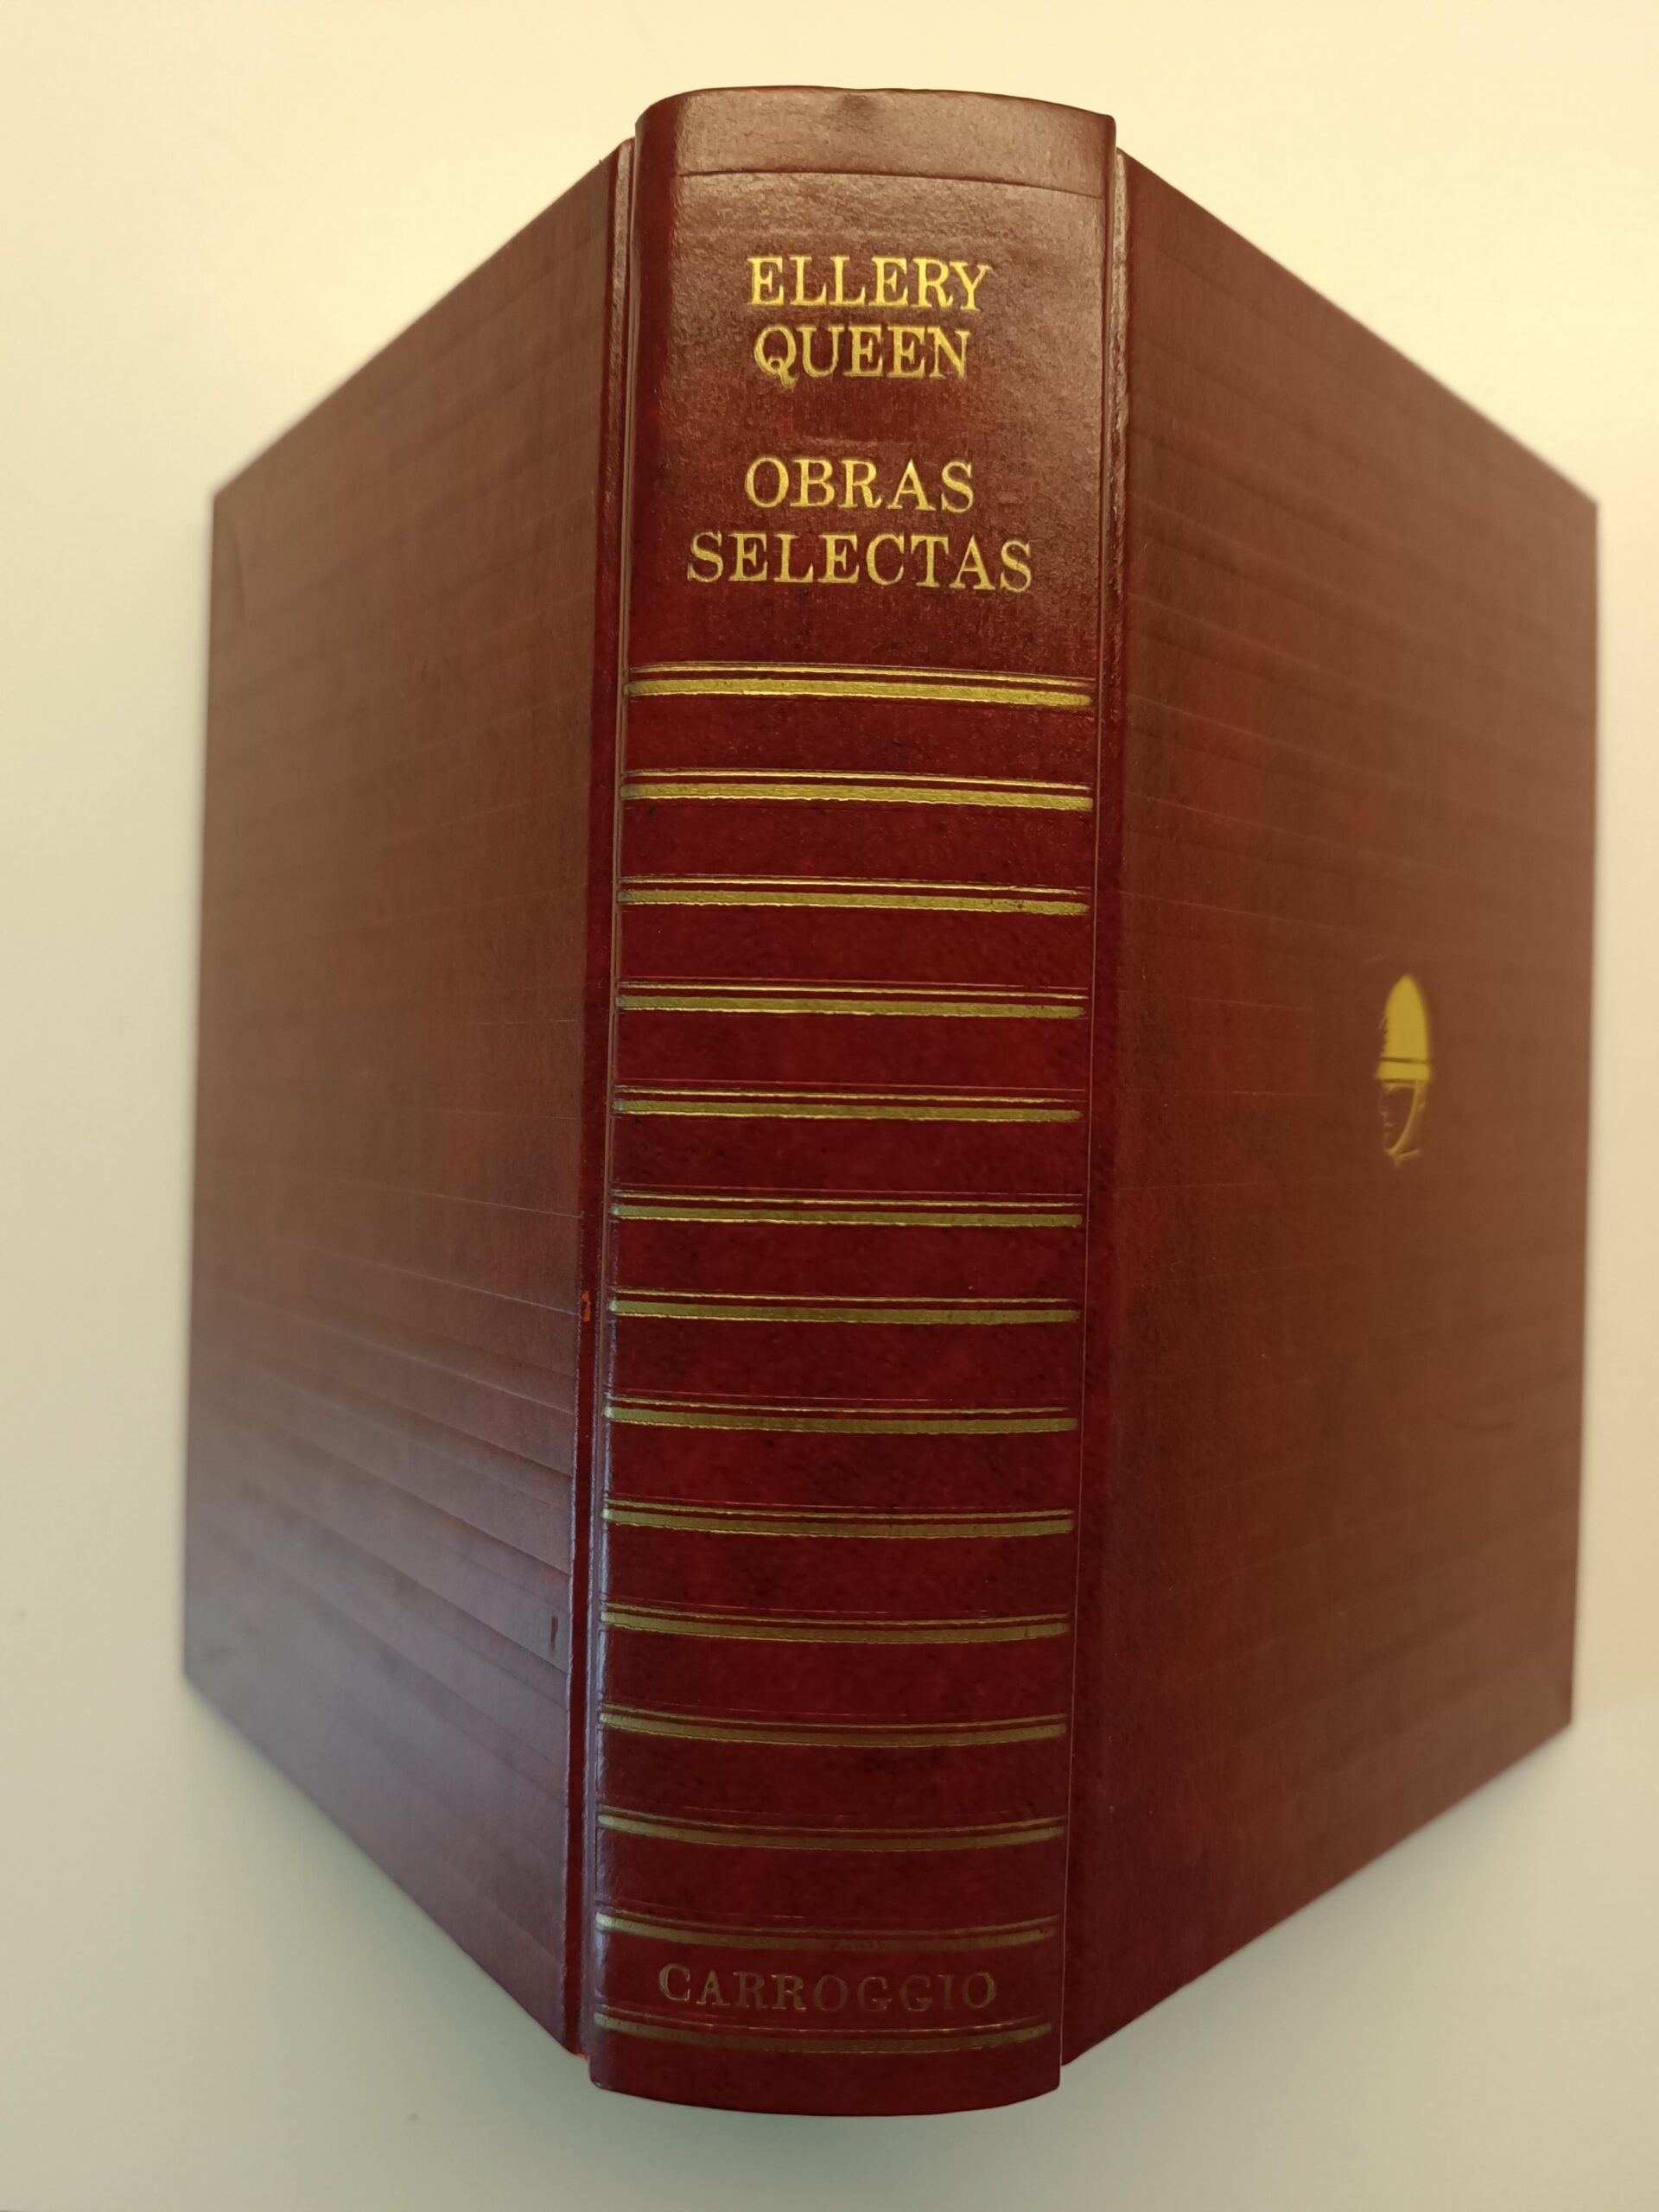 ELLERY
QUEEN
OBRAS
SELECTAS
CARROGGIO